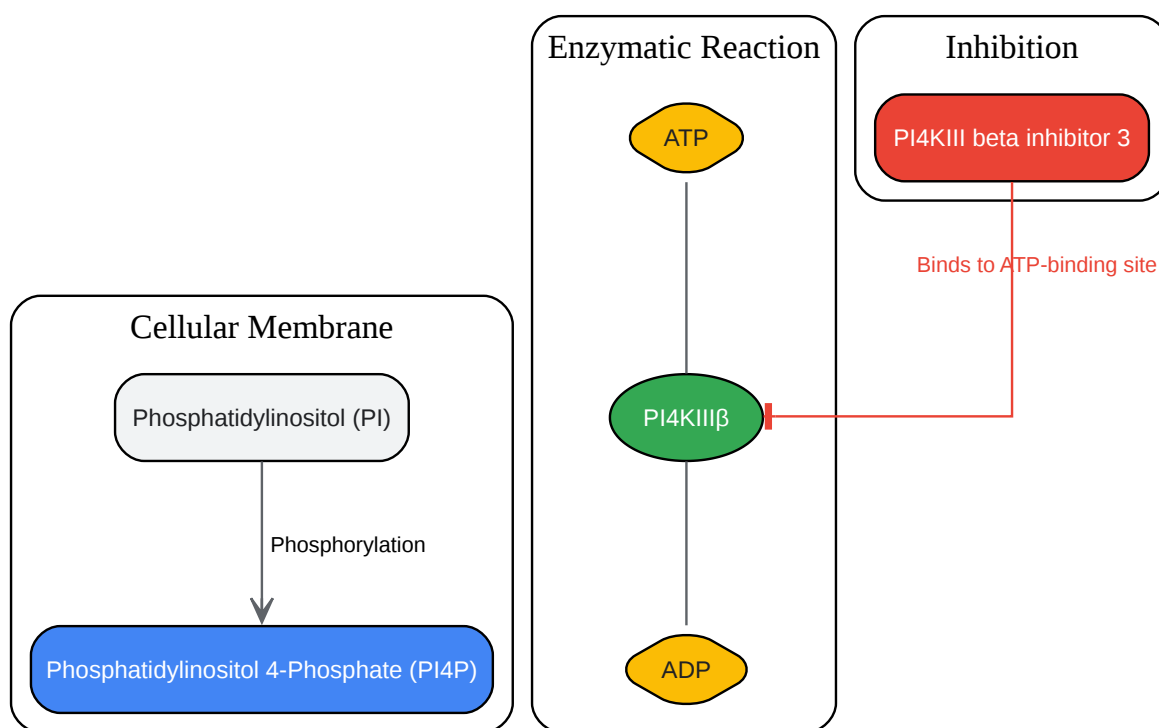 Enzymatic Reaction
Inhibition
ATP
PI4KIII beta inhibitor 3
Binds to ATP-binding site
Cellular Membrane
Phosphatidylinositol (PI)
PI4KIIIβ
Phosphorylation
Phosphatidylinositol 4-Phosphate (PI4P)
ADP